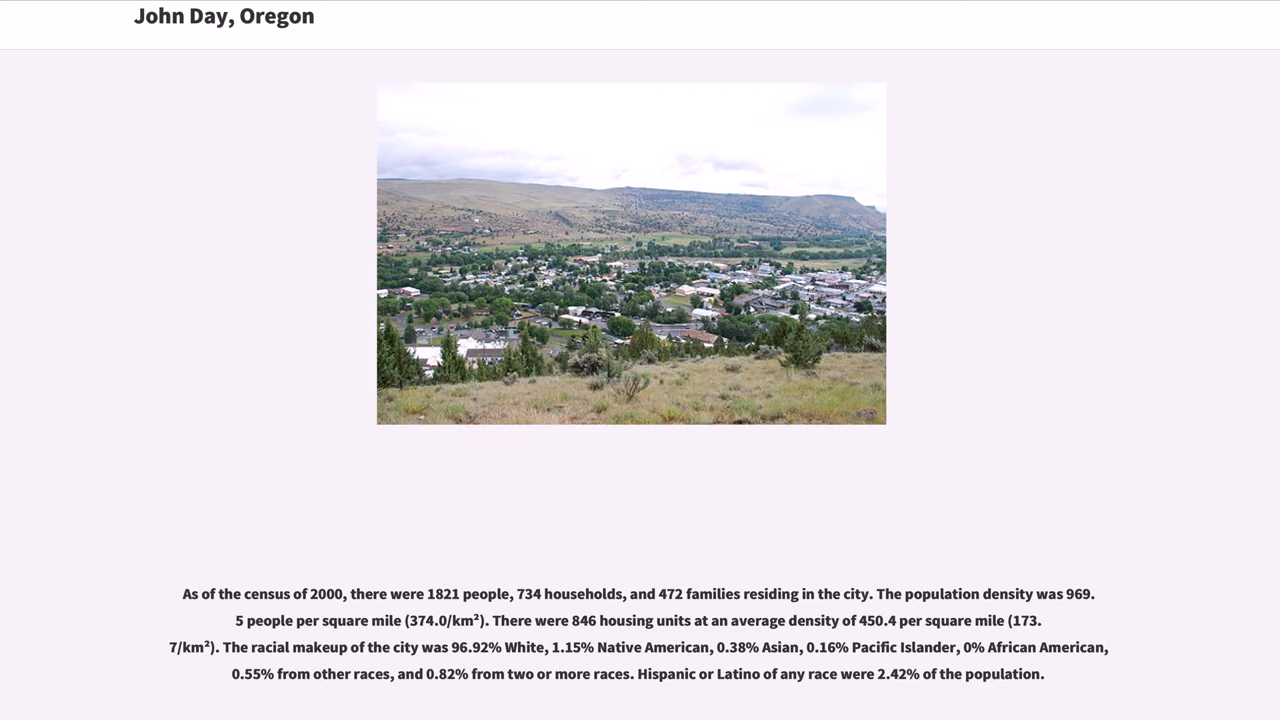 John Day, Oregon
As of the census of 2000, there were 1821 people, 734 households, and 472 families residing in the city. The population density was 969.
5 people per square mile (374.0/km²). There were 846 housing units at an average density of 450.4 per square mile (173.
7/km²). The racial makeup of the city was 96.92% White, 1.15% Native American, 0.38% Asian, 0.16% Pacific Islander, 0% African American,
0.55% from other races, and 0.82% from two or more races. Hispanic or Latino of any race were 2.42% of the population.